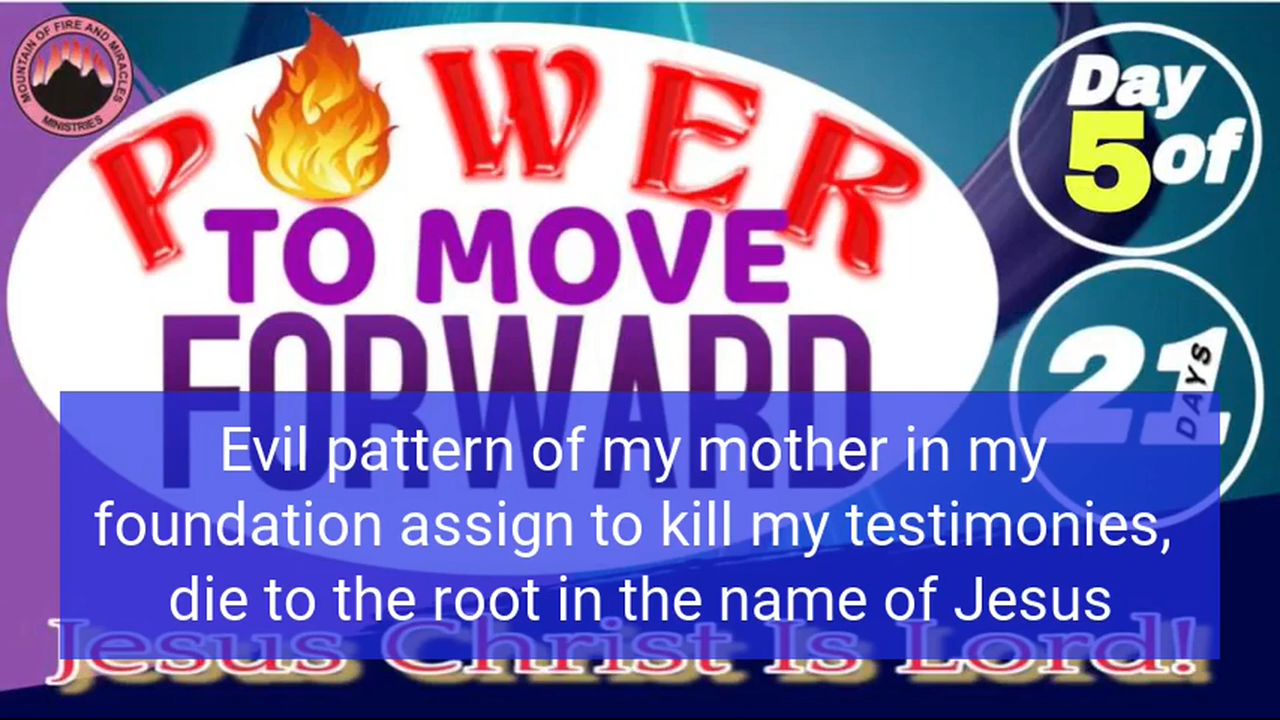 MOUNTAIN OF FIRE AND MIRACLES
MINISTRIES
POWER
TO MOVE
FORWARD
Day
5 of
21
DAYS
Evil pattern of my mother in my
foundation assign to kill my testimonies,
die to the root in the name of Jesus
Jesus Christ Is Lord!